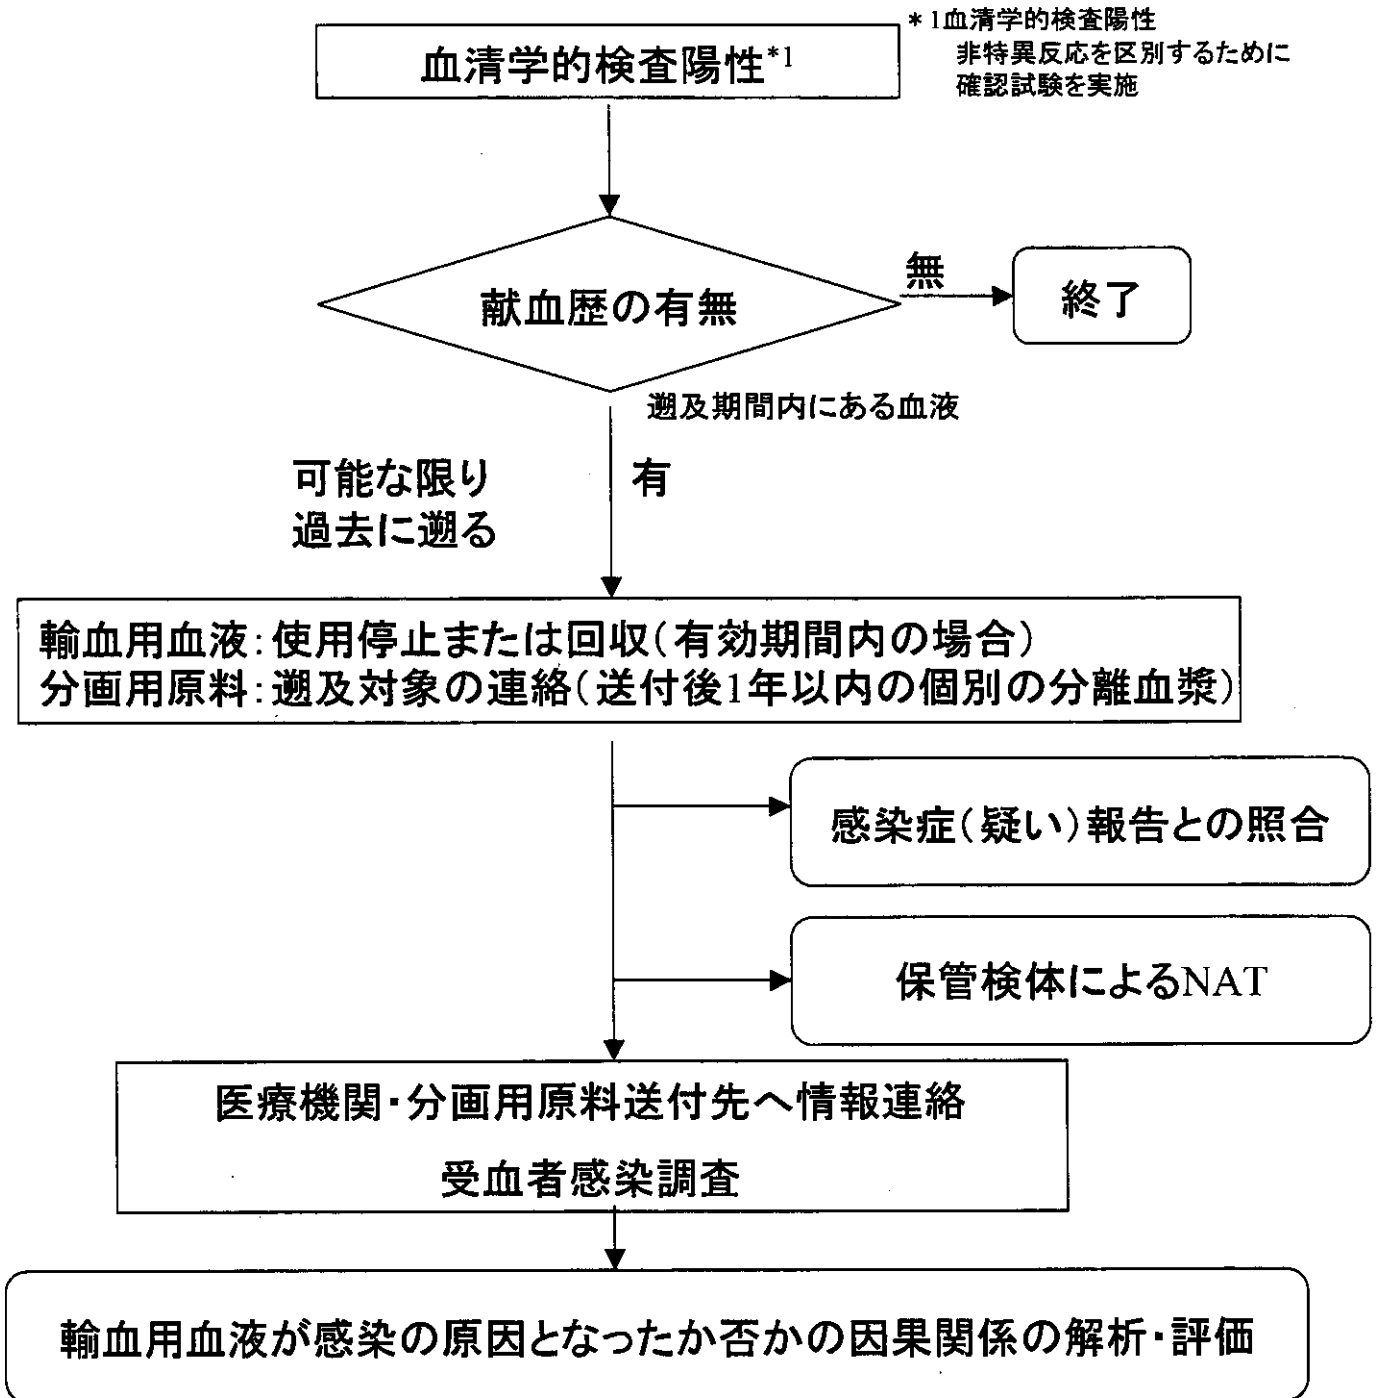 血清学的検査陽性*1
*1血清学的検査陽性
非特異反応を区別するために
確認試験を実施
献血歴の有無
無
終了
遡及期間内にある血液
可能な限り
過去に遡る
有
輸血用血液:使用停止または回収(有効期間内の場合)
分画用原料:遡及対象の連絡(送付後1年以内の個別の分離血漿)
感染症(疑い)報告との照合
保管検体によるNAT
医療機関・分画用原料送付先へ情報連絡
受血者感染調査
輸血用血液が感染の原因となったか否かの因果関係の解析・評価